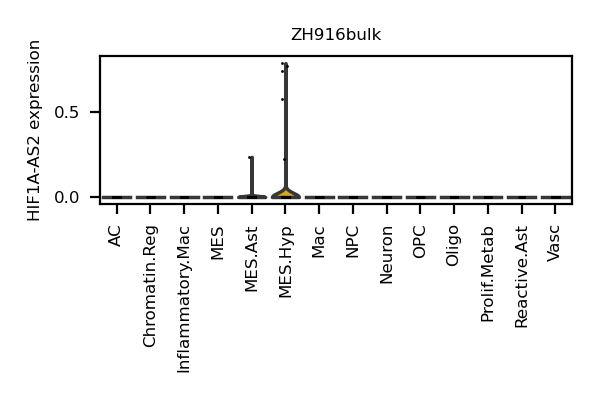 ZH916bulk
HIF1A-AS2 expression
0.5
0.0
AC
Chromatin.Reg
Inflammatory.Mac
MES
MES.Ast
MES.Hyp
Mac
NPC
Neuron
OPC
Oligo
Prolif.Metab
Reactive.Ast
Vasc